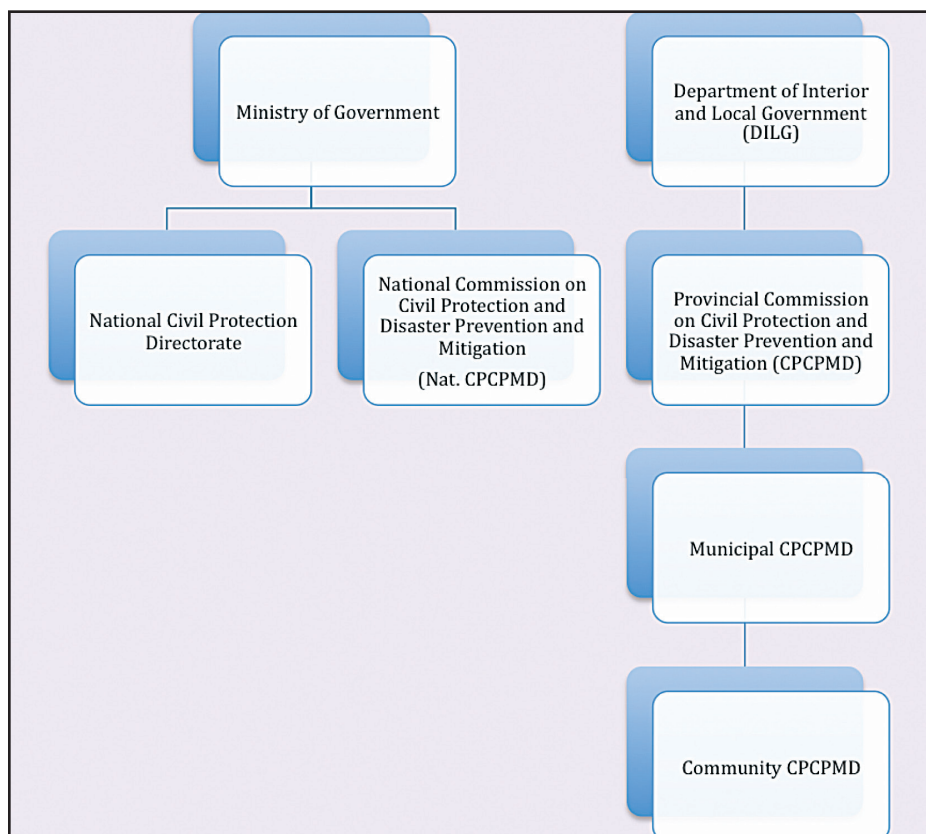 Ministry of Government
Department of Interior
and Local Government
(DILG)
National Civil Protection
Directorate
National Commission on
Civil Protection and
Disaster Prevention and
Mitigation
(Nat. CPCPMD)
Provincial Commission
on Civil Protection and
Disaster Prevention and
Mitigation (CPCPMD)
Municipal CPCPMD
Community CPCPMD